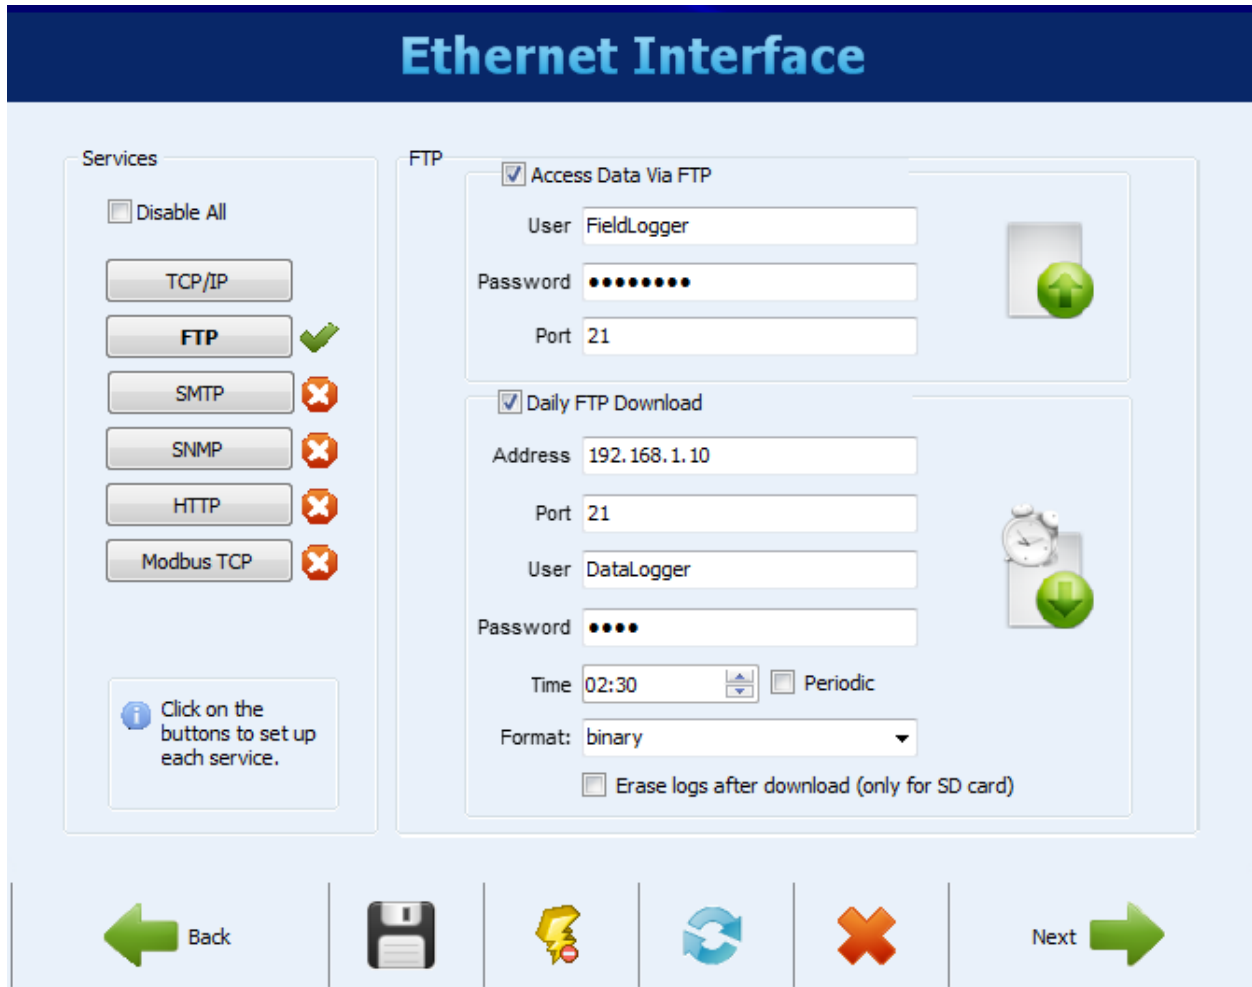 Ethernet Interface
Services
Disable All
TCP/IP
FTP
SMTP
SNMP
HTTP
Modbus TCP
Click on the
buttons to set up
each service.
FTP
Access Data Via FTP
User FieldLogger
Password ••••••••
Port 21
Daily FTP Download
Address 192.168.1.10
Port 21
User DataLogger
Password ••••
Time 02:30 Periodic
Format: binary
Erase logs after download (only for SD card)
Back
Next